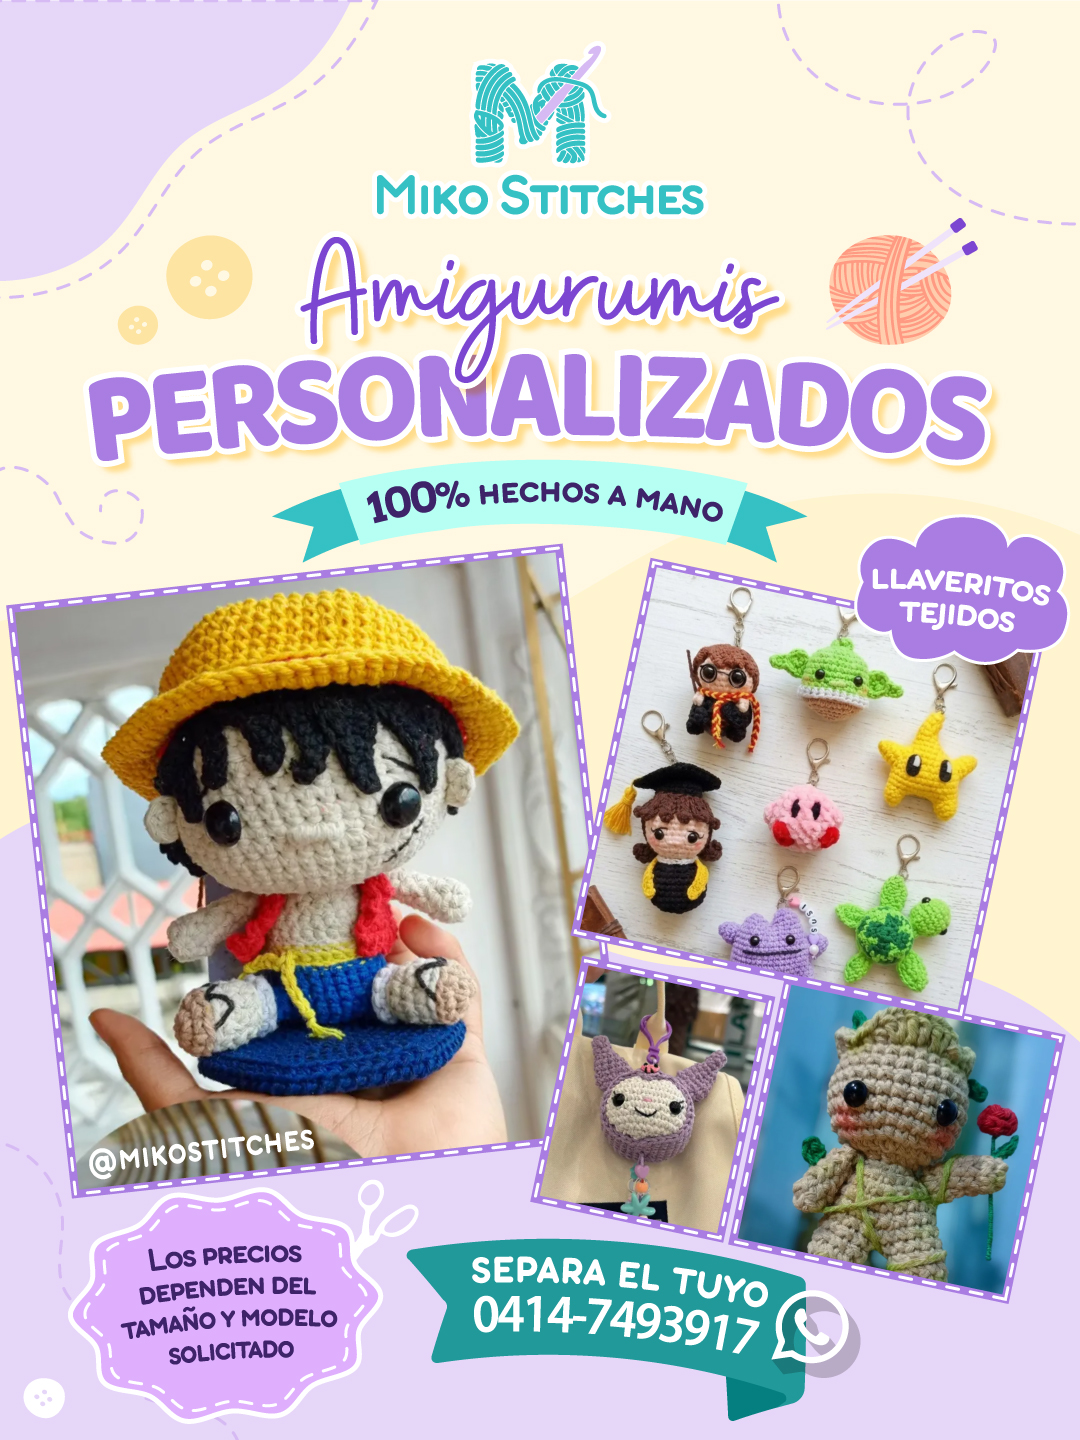 MIKO STITCHES
Amigurumis
PERSONALIZADOS
100% HECHOS A MANO
LLAVERITOS
TEJIDOS
@MIKOSTITCHES
LOS PRECIOS
DEPENDEN DEL
TAMAÑO Y MODELO
SOLICITADO
SEPARA EL TUYO
0414-7493917